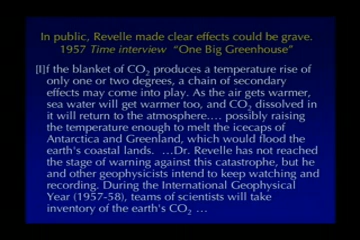 In public, Revelle made clear effects could be grave.
1957 Time interview “One Big Greenhouse”
[I]f the blanket of CO2 produces a temperature rise of
only one or two degrees, a chain of secondary
effects may come into play. As the air gets warmer,
sea water will get warmer too, and CO2 dissolved in
it will return to the atmosphere.... possibly raising
the temperature enough to melt the icecaps of
Antarctica and Greenland, which would flood the
earth's coastal lands. ...Dr. Revelle has not reached
the stage of warning against this catastrophe, but he
and other geophysicists intend to keep watching and
recording. During the International Geophysical
Year (1957-58), teams of scientists will take
inventory of the earth's CO2 ...